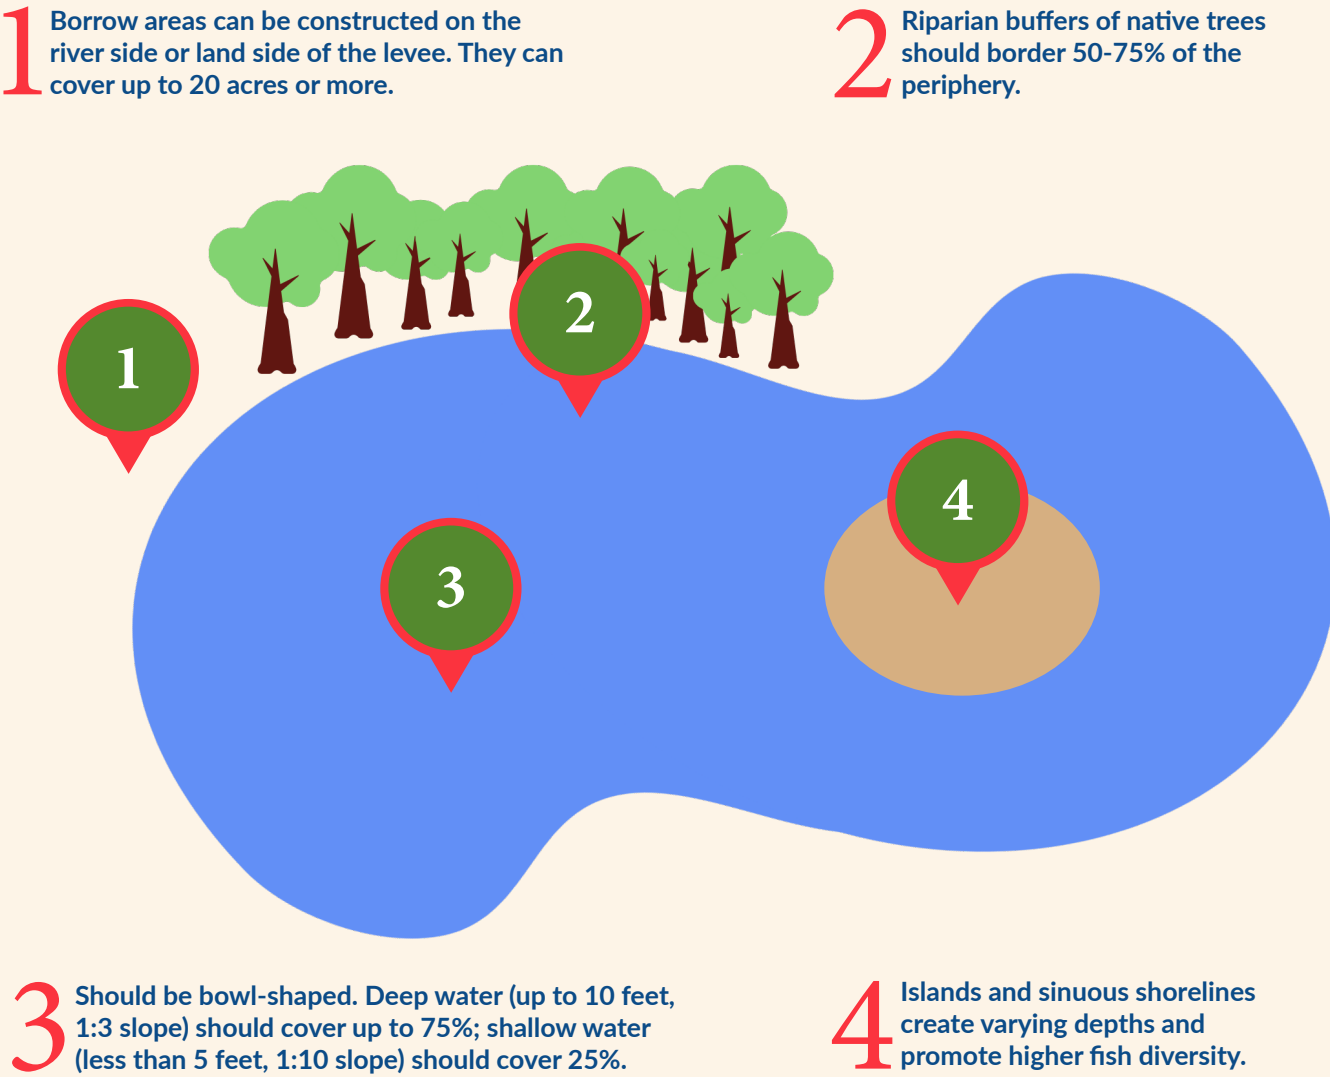 1 Borrow areas can be constructed on the
river side or land side of the levee. They can
cover up to 20 acres or more.
2 Riparian buffers of native trees
should border 50-75% of the
periphery.
1
2
3
4
3 Should be bowl-shaped. Deep water (up to 10 feet,
1:3 slope) should cover up to 75%; shallow water
(less than 5 feet, 1:10 slope) should cover 25%.
4 Islands and sinuous shorelines
create varying depths and
promote higher fish diversity.